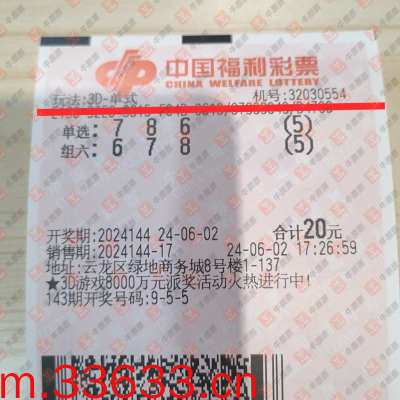 中国福利彩票
CHINA WELFARE LOTTERY
玩法:3D-单式 机号:32030554
单选: 7 8 6 (5)
组六: 6 7 8 (5)
开奖期:2024144 24-06-02 合计20元
销售期:2024144-17 24-06-02 17:26:59
地址:云龙区绿地商务城8号楼1-137
★3D游戏8000万元派奖活动火热进行中!
143期开奖号码:9-5-5
m.33633.cn